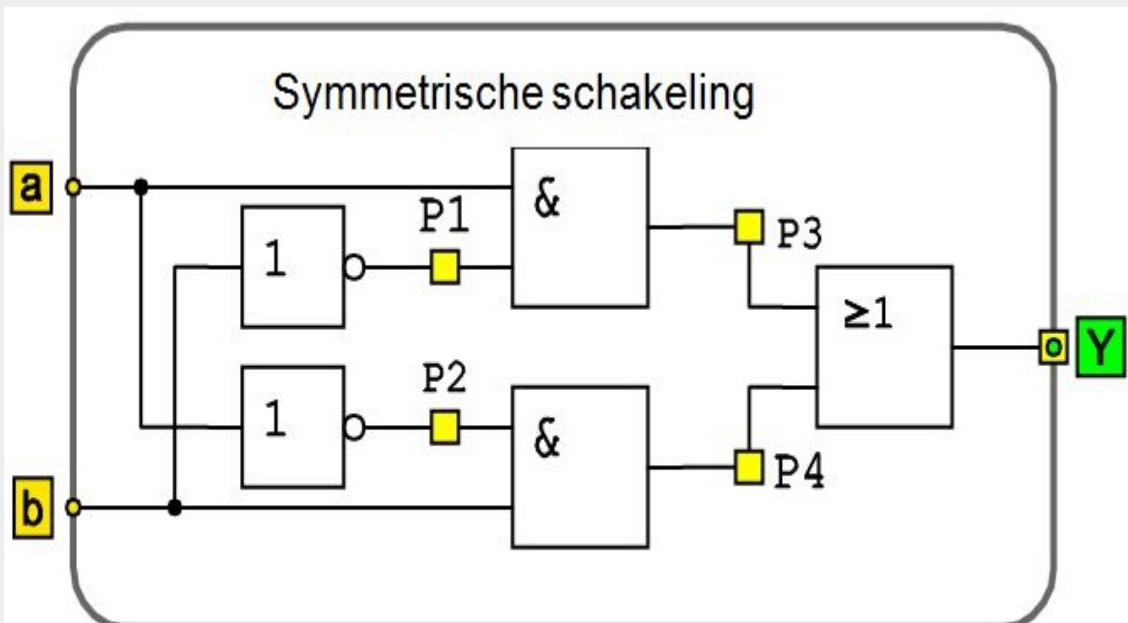 Symmetrische schakeling
a
P1
&
P3
1
≥1
Y
P2
1
&
P4
b